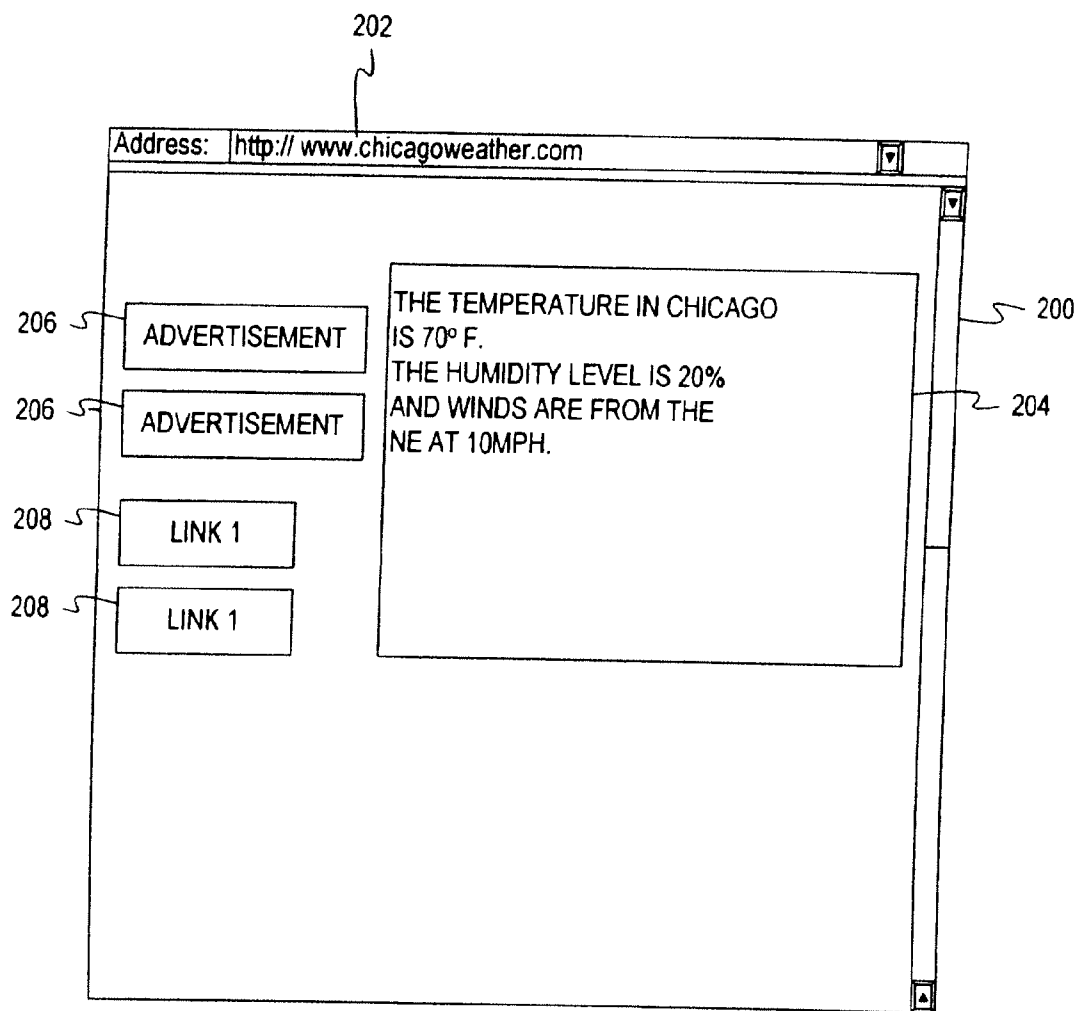 202
Address: http:// www.chicagoweather.com
THE TEMPERATURE IN CHICAGO
IS 70º F.
THE HUMIDITY LEVEL IS 20%
AND WINDS ARE FROM THE
NE AT 10MPH.
206
ADVERTISEMENT
206
ADVERTISEMENT
208
LINK 1
208
LINK 1
200
204